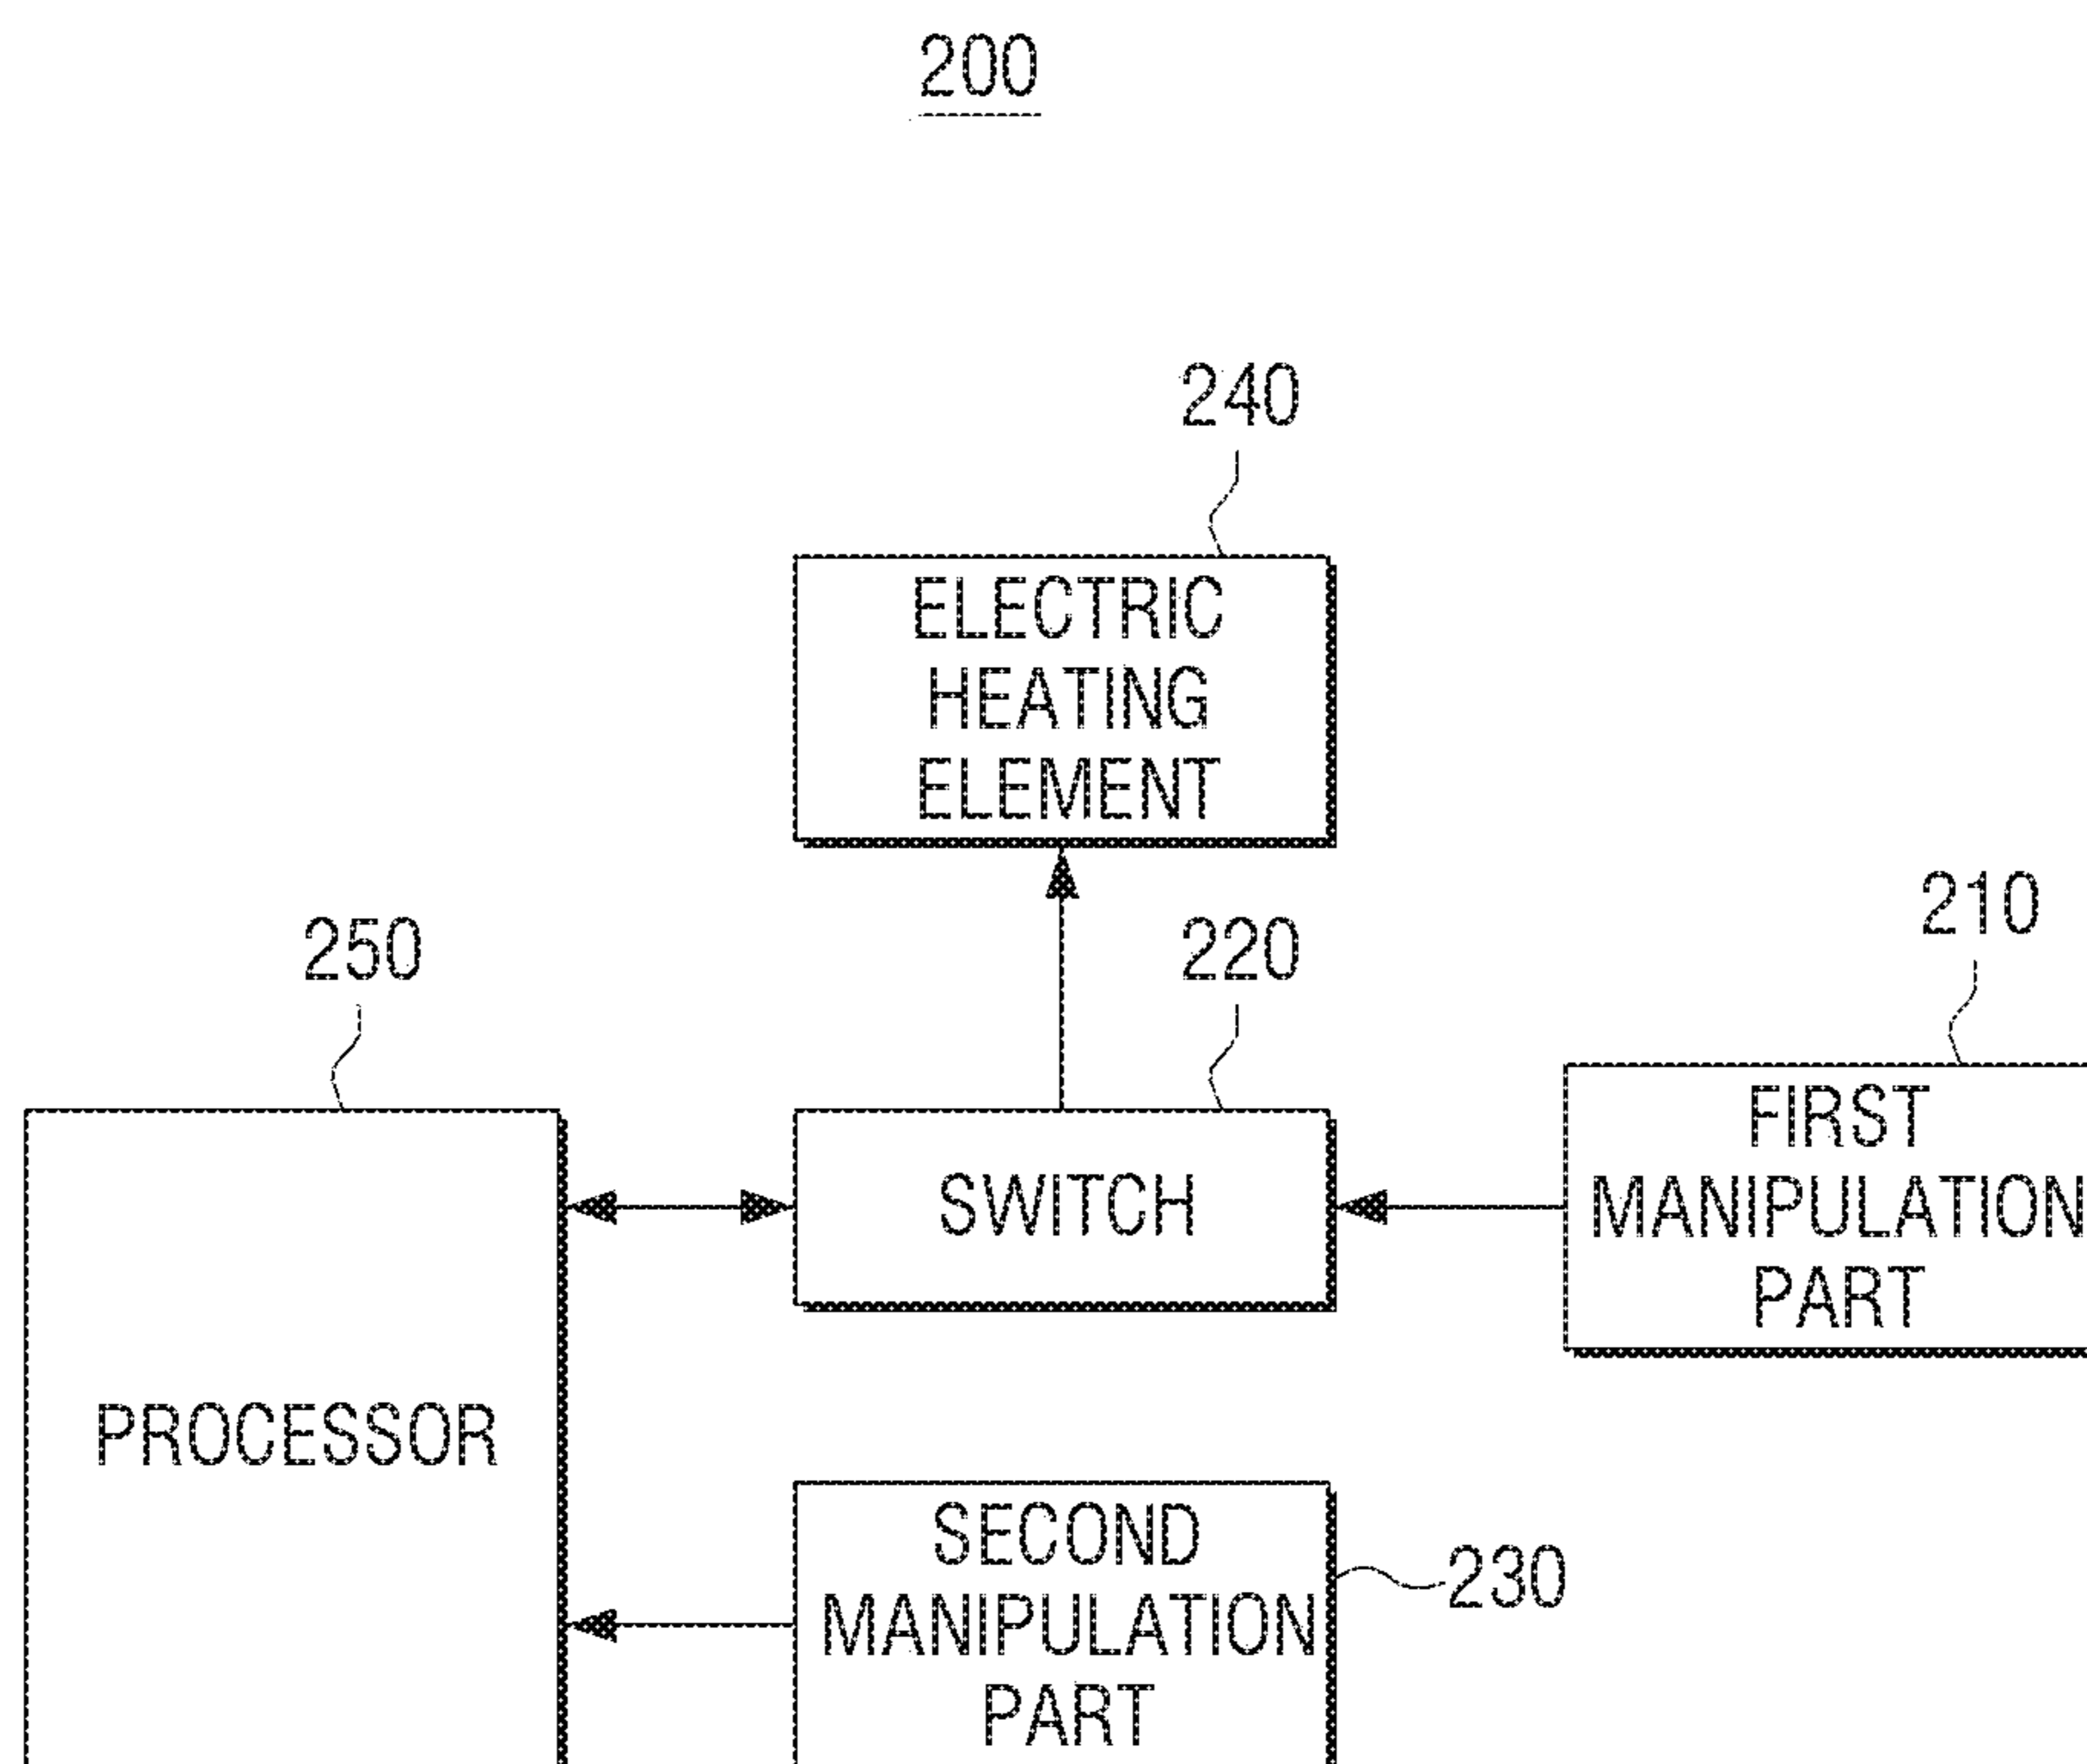 200
240
ELECTRIC
HEATING
ELEMENT
250
220
210
PROCESSOR
SWITCH
FIRST
MANIPULATION
PART
SECOND
MANIPULATION
PART
230